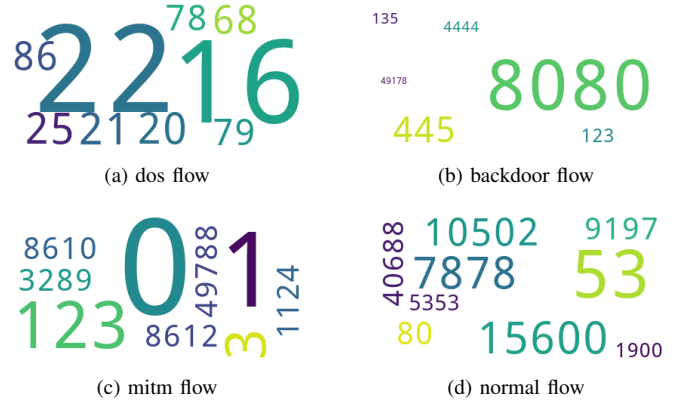 78 68
86 22 16
25 21 20 79
(a) dos flow
135 4444
49178 8080
445 123
(b) backdoor flow
8610 0 49788 1
3289 1124
123 8612 3
(c) mitm flow
40688 10502 9197
7878 53
5353
80 15600 1900
(d) normal flow